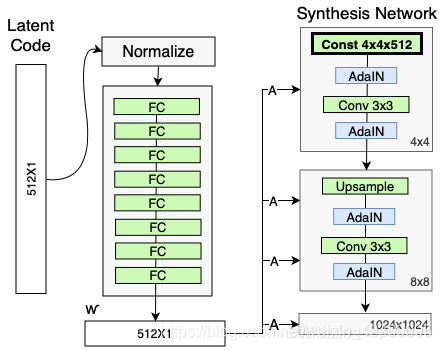 Latent
Code
512X1
Normalize
FC
FC
FC
FC
FC
FC
FC
FC
w
512X1
Synthesis Network
Const 4x4x512
A
AdaIN
Conv 3x3
AdaIN
4x4
Upsample
A
AdaIN
Conv 3x3
A
AdaIN
8x8
A
1024x1024